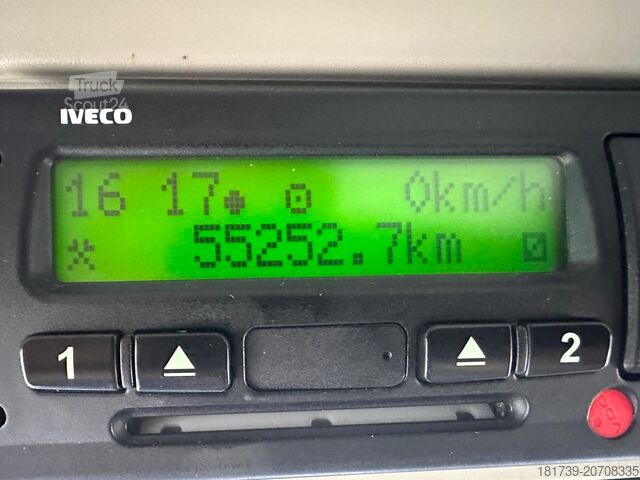 Truck
Scout24
IVECO
16 17 0km/h
55252.7km
1 2
181739-20708335